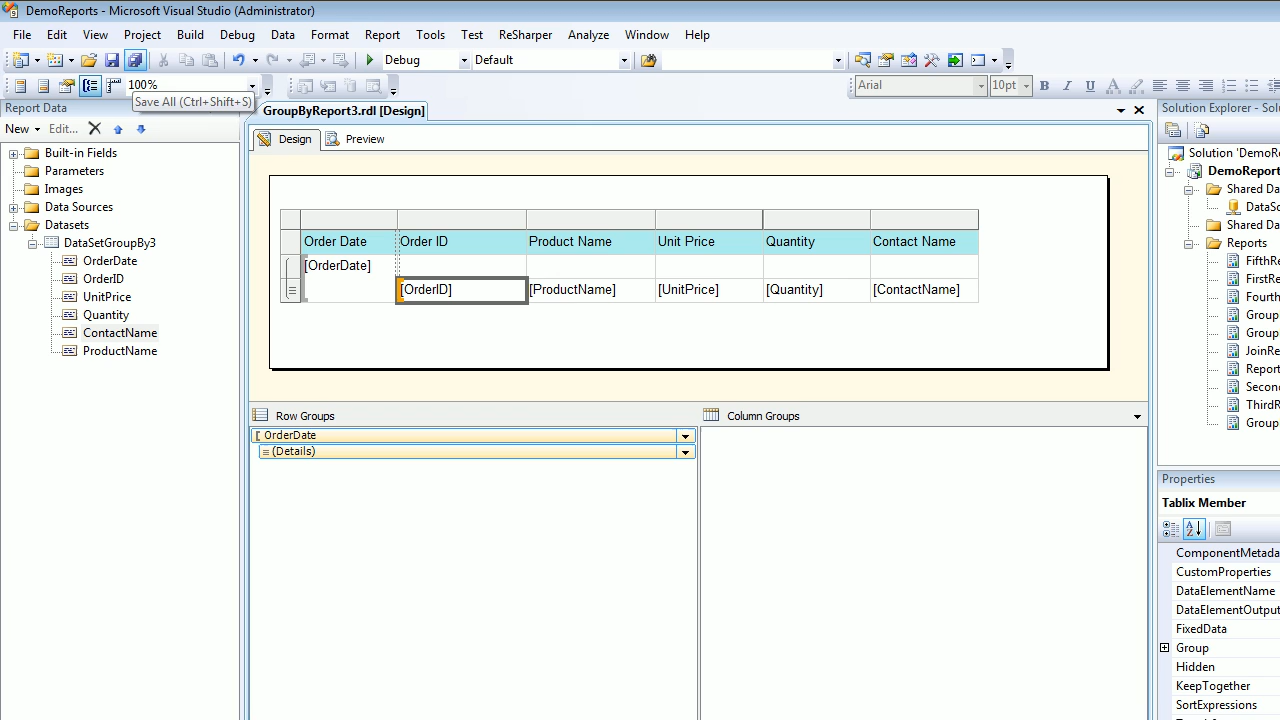 DemoReports - Microsoft Visual Studio (Administrator)
File Edit View Project Build Debug Data Format Report Tools Test ReSharper Analyze Window Help
Debug Default
100% Arial 10pt B I U A
Save All (Ctrl+Shift+S)
Report Data
New Edit...
Built-in Fields
Parameters
Images
Data Sources
Datasets
DataSetGroupBy3
OrderDate
OrderID
UnitPrice
Quantity
ContactName
ProductName
GroupByReport3.rdl [Design]
Design Preview
Order Date Order ID Product Name Unit Price Quantity Contact Name
[OrderDate]
[OrderID] [ProductName] [UnitPrice] [Quantity] [ContactName]
Row Groups Column Groups
OrderDate
(Details)
Solution Explorer - Solu
Solution 'DemoRe
DemoReport
Shared Da
DataSo
Shared Da
Reports
FifthRe
FirstRe
Fourth
Group
Group
JoinRe
Report
Second
ThirdR
Group
Properties
Tablix Member
ComponentMetada
CustomProperties
DataElementName
DataElementOutpu
FixedData
Group
Hidden
KeepTogether
SortExpressions